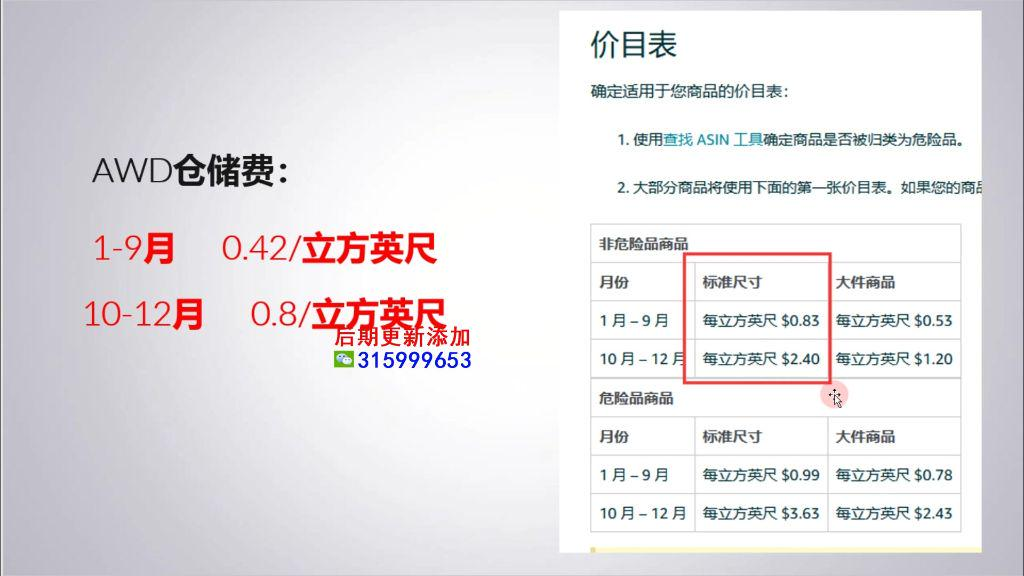 AWD仓储费：
1-9月 0.42/立方英尺
10-12月 0.8/立方英尺
后期更新添加
315999653
价目表
确定适用于您商品的价目表：
1. 使用查找 ASIN 工具确定商品是否被归类为危险品。
2. 大部分商品将使用下面的第一张价目表。如果您的商品
非危险品商品
月份 标准尺寸 大件商品
1 月 – 9 月 每立方英尺 $0.83 每立方英尺 $0.53
10 月 – 12 月 每立方英尺 $2.40 每立方英尺 $1.20
危险品商品
月份 标准尺寸 大件商品
1 月 – 9 月 每立方英尺 $0.99 每立方英尺 $0.78
10 月 – 12 月 每立方英尺 $3.63 每立方英尺 $2.43